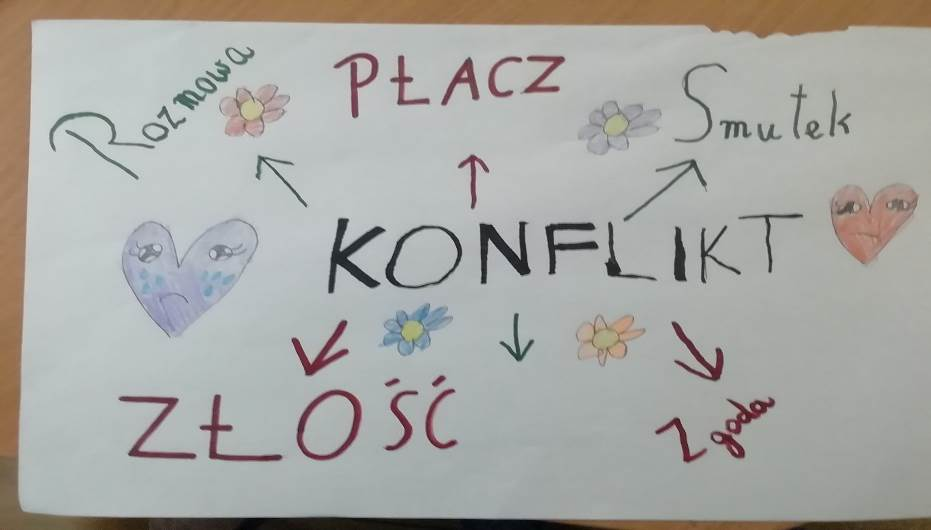 Rozmowa
PŁACZ
Smutek
KONFLIKT
ZŁOŚĆ
Zgoda